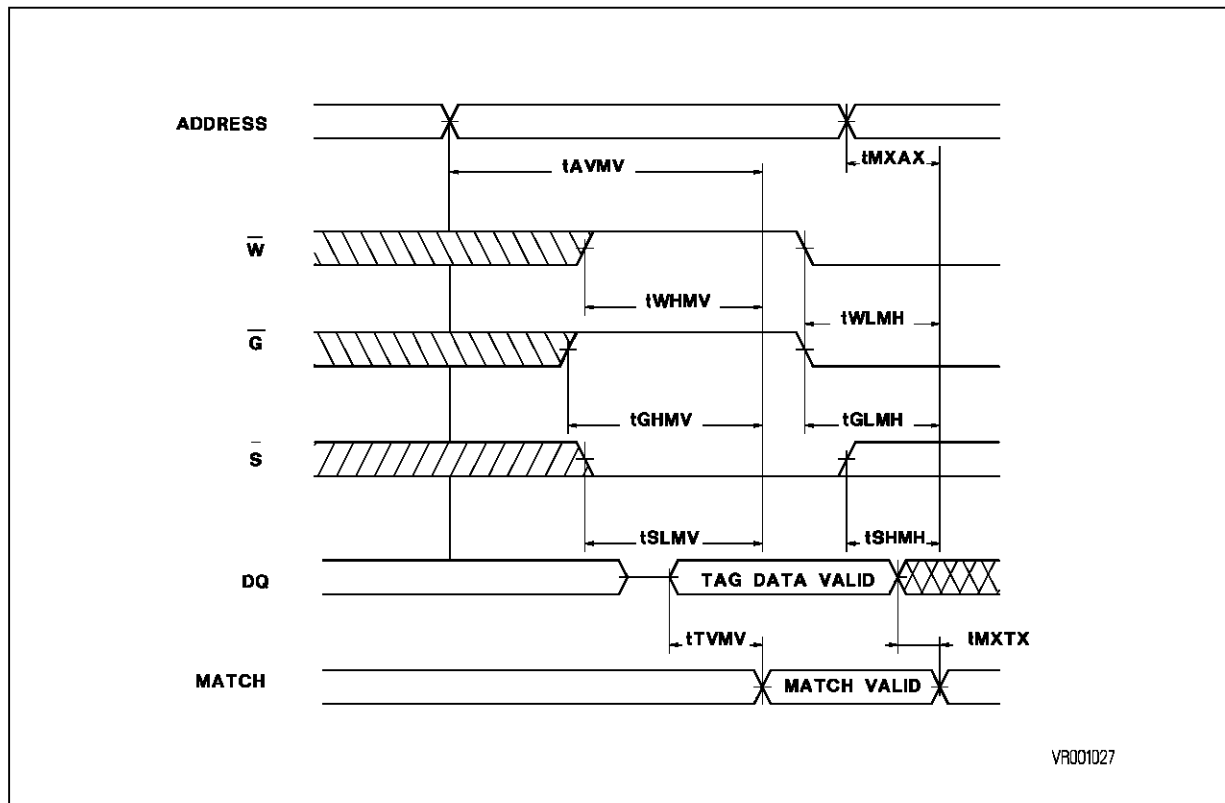 ADDRESS
tAVMV
tMXAX
W̅
tWHMV
tWLMH
G̅
tGHMV
tGLMH
S̅
tSLMV
tSHMH
DQ
TAG DATA VALID
tTVMV
tMXTX
MATCH
MATCH VALID
VR001027